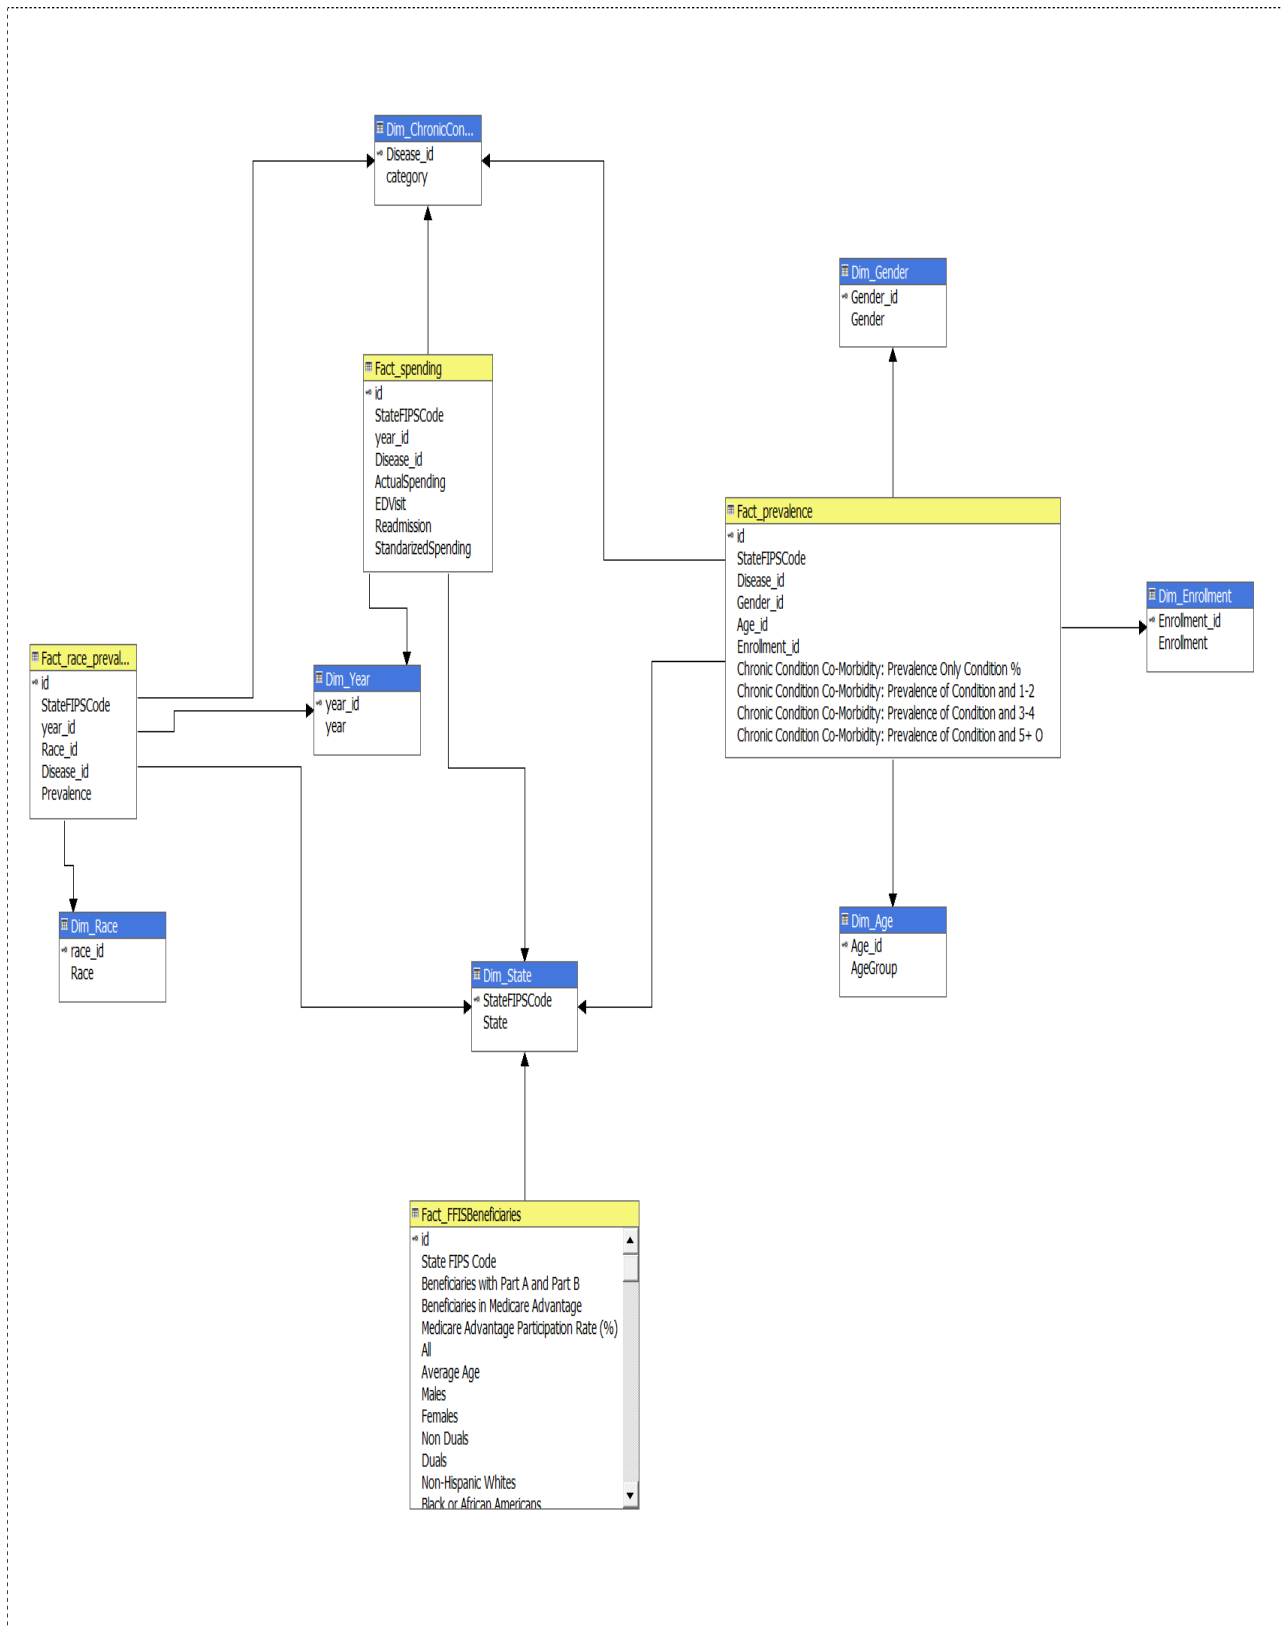 Dim_ChronicCon...
Disease_id
category
Dim_Gender
Gender_id
Gender
Fact_spending
id
StateFIPSCode
year_id
Disease_id
ActualSpending
EDVisit
Readmission
StandarizedSpending
Fact_prevalence
id
StateFIPSCode
Disease_id
Gender_id
Age_id
Enrollment_id
Chronic Condition Co-Morbidity: Prevalence Only Condition %
Chronic Condition Co-Morbidity: Prevalence of Condition and 1-2
Chronic Condition Co-Morbidity: Prevalence of Condition and 3-4
Chronic Condition Co-Morbidity: Prevalence of Condition and 5+ O
Dim_Enrollment
Enrollment_id
Enrollment
Fact_race_preval...
id
StateFIPSCode
year_id
Race_id
Disease_id
Prevalence
Dim_Year
year_id
year
Dim_Race
race_id
Race
Dim_Age
Age_id
AgeGroup
Dim_State
StateFIPSCode
State
Fact_FFISBeneficiaries
id
State FIPS Code
Beneficiaries with Part A and Part B
Beneficiaries in Medicare Advantage
Medicare Advantage Participation Rate (%)
All
Average Age
Males
Females
Non Duals
Duals
Non-Hispanic Whites
Black or African Americans